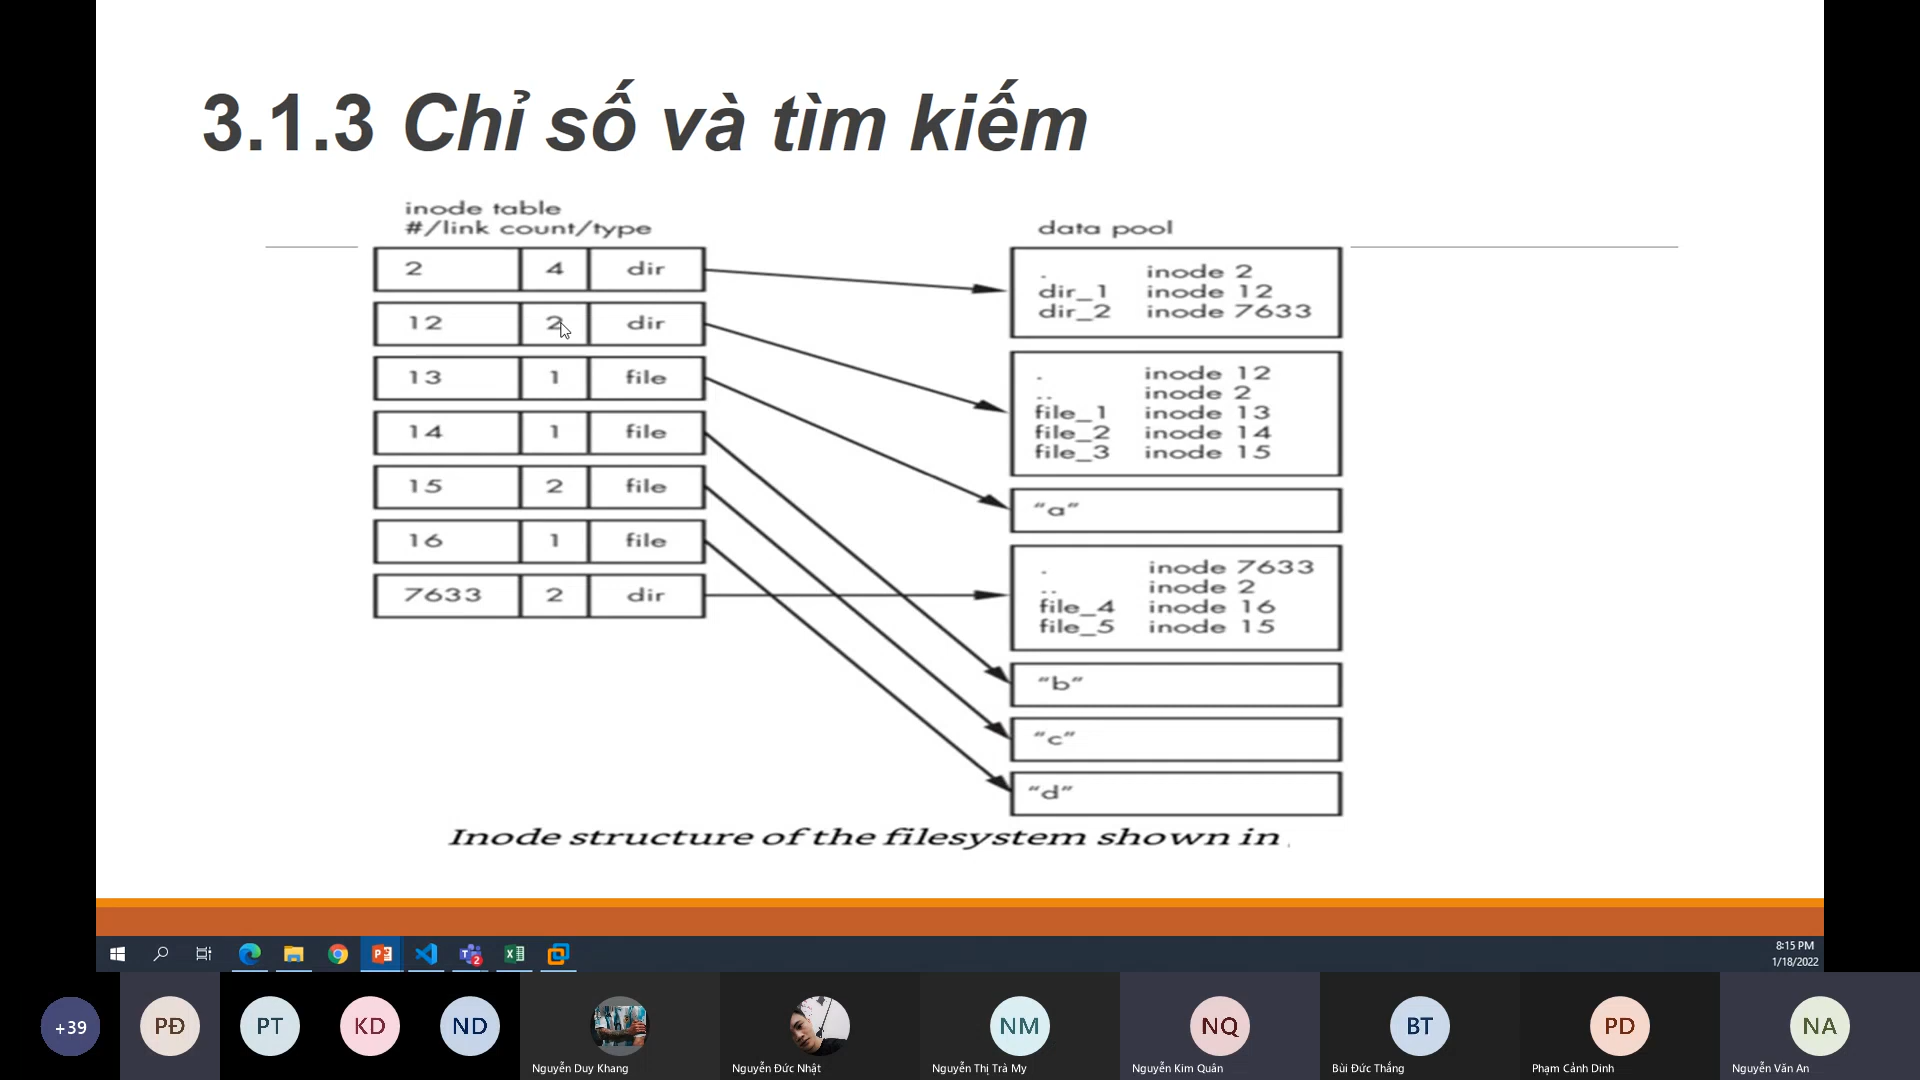 3.1.3 Chỉ số và tìm kiếm
inode table
#/link count/type
2 4 dir
12 2 dir
13 1 file
14 1 file
15 2 file
16 1 file
7633 2 dir
data pool
. inode 2
dir_1 inode 12
dir_2 inode 7633
. inode 12
.. inode 2
file_1 inode 13
file_2 inode 14
file_3 inode 15
“a”
. inode 7633
.. inode 2
file_4 inode 16
file_5 inode 15
“b”
“c”
“d”
Inode structure of the filesystem shown in .
8:15 PM
1/18/2022
2
+39
PĐ
PT
KD
ND
NM
NQ
BT
PD
NA
Nguyễn Duy Khang
Nguyễn Đức Nhật
Nguyễn Thị Trà My
Nguyễn Kim Quân
Bùi Đức Thắng
Phạm Cảnh Dinh
Nguyễn Văn An